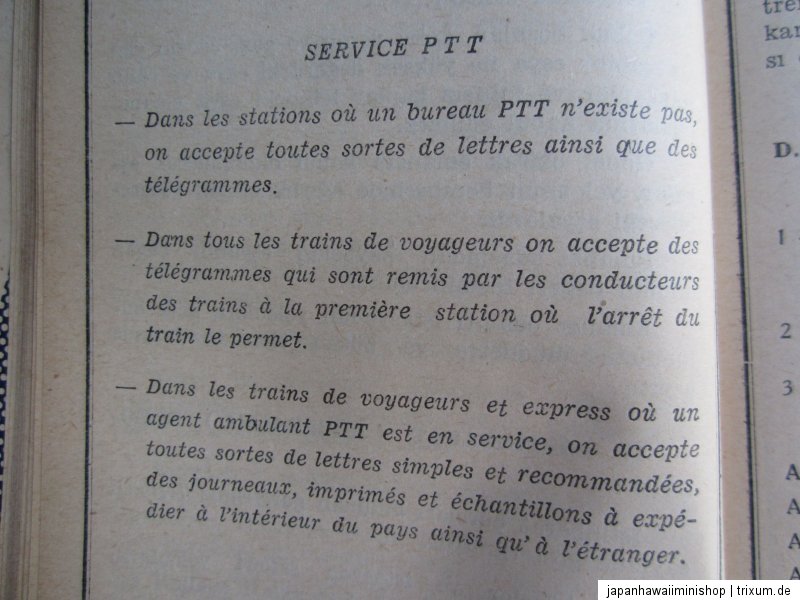 SERVICE PTT
— Dans les stations où un bureau PTT n'existe pas,
on accepte toutes sortes de lettres ainsi que des
télégrammes.
— Dans tous les trains de voyageurs on accepte des
télégrammes qui sont remis par les conducteurs
des trains à la première station où l'arrêt du
train le permet.
— Dans les trains de voyageurs et express où un
agent ambulant PTT est en service, on accepte
toutes sortes de lettres simples et recommandées,
des journeaux, imprimés et échantillons à expé-
dier à l'intérieur du pays ainsi qu'à l'étranger.
D.
1
2
3
A
A
A
A
japanhawaiiminishop | trixum.de